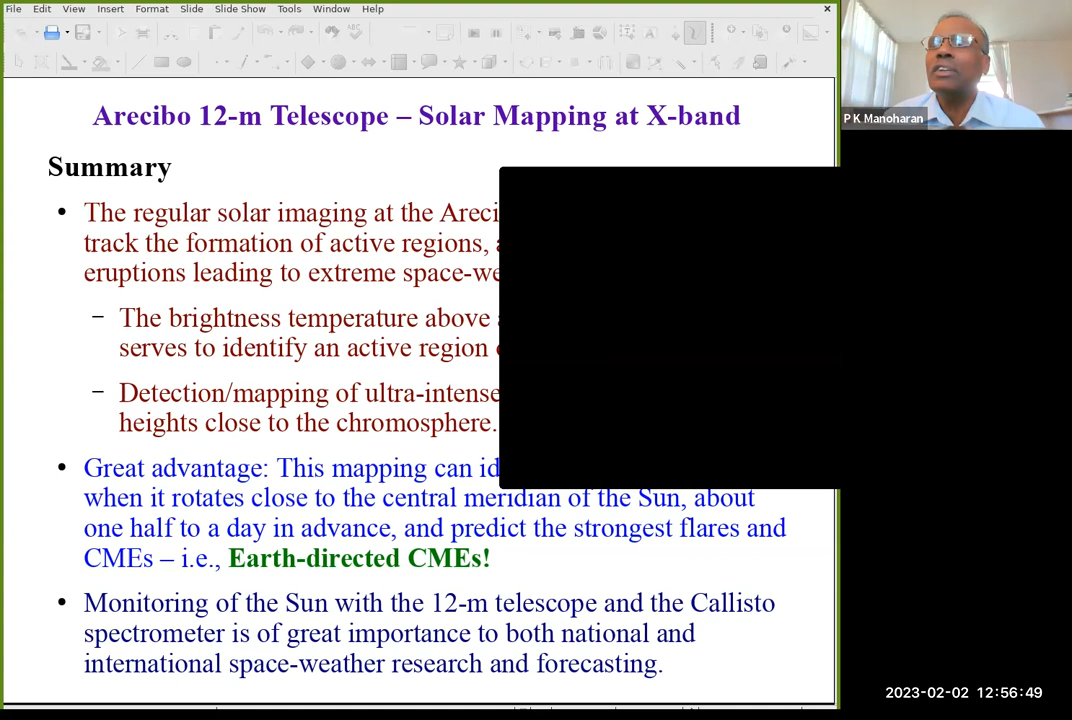 File Edit View Insert Format Slide Slide Show Tools Window Help
Arecibo 12-m Telescope – Solar Mapping at X-band
P K Manoharan
Summary
• The regular solar imaging at the Areci
track the formation of active regions,
eruptions leading to extreme space-we
– The brightness temperature above
serves to identify an active region
– Detection/mapping of ultra-intense
heights close to the chromosphere.
• Great advantage: This mapping can id
when it rotates close to the central meridian of the Sun, about
one half to a day in advance, and predict the strongest flares and
CMEs – i.e., Earth-directed CMEs!
• Monitoring of the Sun with the 12-m telescope and the Callisto
spectrometer is of great importance to both national and
international space-weather research and forecasting.
2023-02-02 12:56:49